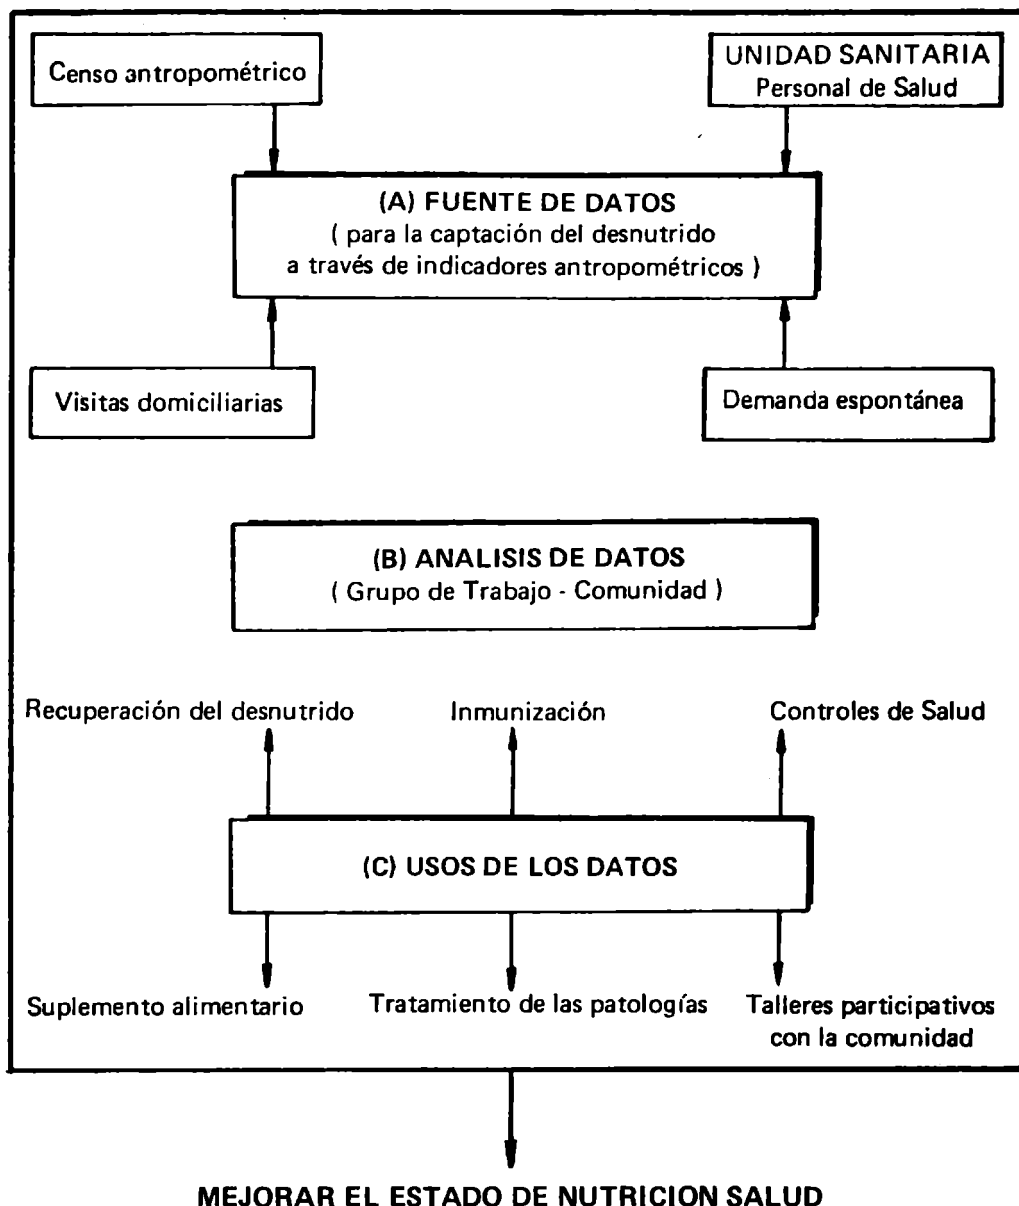 Censo antropométrico
UNIDAD SANITARIA
Personal de Salud
(A) FUENTE DE DATOS
( para la captación del desnutrido
a través de indicadores antropométricos )
Visitas domiciliarias
Demanda espontánea
(B) ANALISIS DE DATOS
( Grupo de Trabajo - Comunidad )
Recuperación del desnutrido
Inmunización
Controles de Salud
(C) USOS DE LOS DATOS
Suplemento alimentario
Tratamiento de las patologías
Talleres participativos
con la comunidad
MEJORAR EL ESTADO DE NUTRICION SALUD